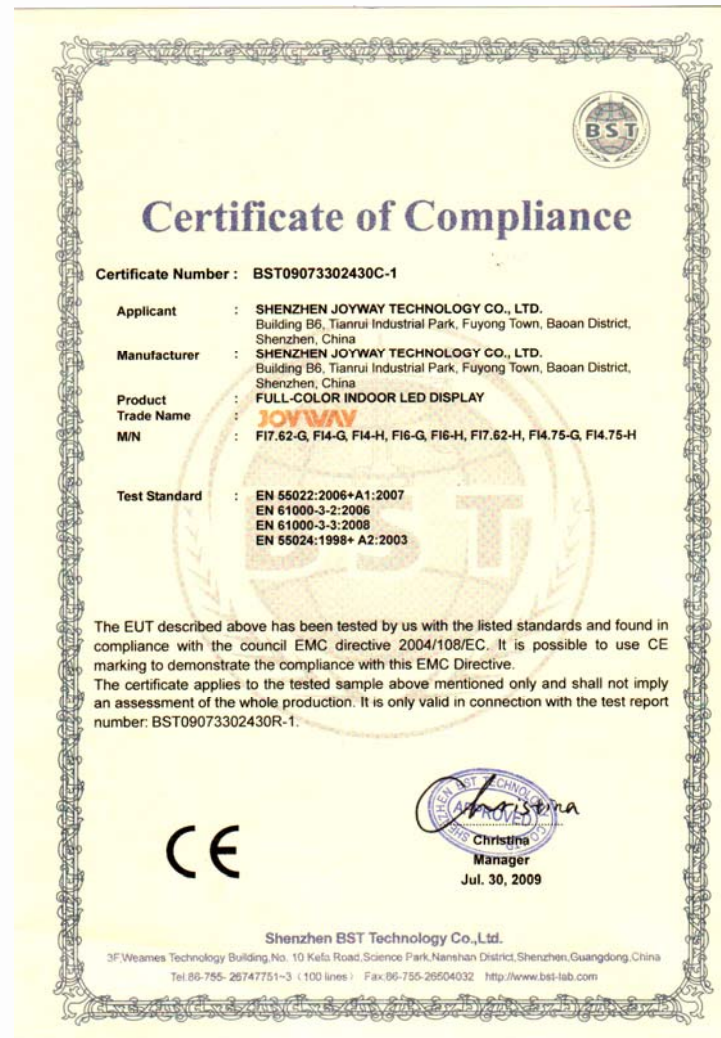 BST
Certificate of Compliance
Certificate Number : BST09073302430C-1
Applicant : SHENZHEN JOYWAY TECHNOLOGY CO., LTD.
Building B6, Tianrui Industrial Park, Fuyong Town, Baoan District,
Shenzhen, China
Manufacturer : SHENZHEN JOYWAY TECHNOLOGY CO., LTD.
Building B6, Tianrui Industrial Park, Fuyong Town, Baoan District,
Shenzhen, China
Product : FULL-COLOR INDOOR LED DISPLAY
Trade Name : JOYWAY
M/N : FI7.62-G, FI4-G, FI4-H, FI6-G, FI6-H, FI7.62-H, FI4.75-G, FI4.75-H
Test Standard : EN 55022:2006+A1:2007
EN 61000-3-2:2006
EN 61000-3-3:2008
EN 55024:1998+ A2:2003
BST
The EUT described above has been tested by us with the listed standards and found in
compliance with the council EMC directive 2004/108/EC. It is possible to use CE
marking to demonstrate the compliance with this EMC Directive.
The certificate applies to the tested sample above mentioned only and shall not imply
an assessment of the whole production. It is only valid in connection with the test report
number: BST09073302430R-1.
SHENZHEN BST TECHNOLOGY CO.,LTD
APPROVED
Christina
Christina
Manager
Jul. 30, 2009
CE
Shenzhen BST Technology Co.,Ltd.
3F,Weames Technology Building,No. 10 Kefa Road,Science Park,Nanshan District,Shenzhen,Guangdong,China
Tel:86-755- 26747751~3 (100 lines) Fax:86-755-26504032 http://www.bst-lab.com